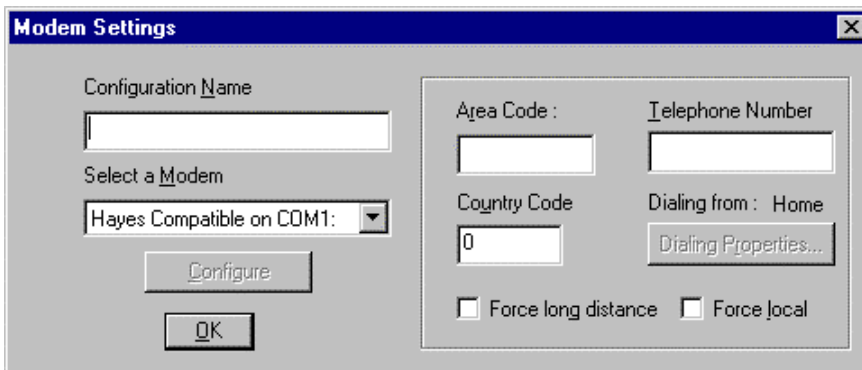 Modem Settings
Configuration Name
Select a Modem
Hayes Compatible on COM1:
Configure
OK
Area Code :
Telephone Number
Country Code
0
Dialing from : Home
Dialing Properties...
Force long distance
Force local